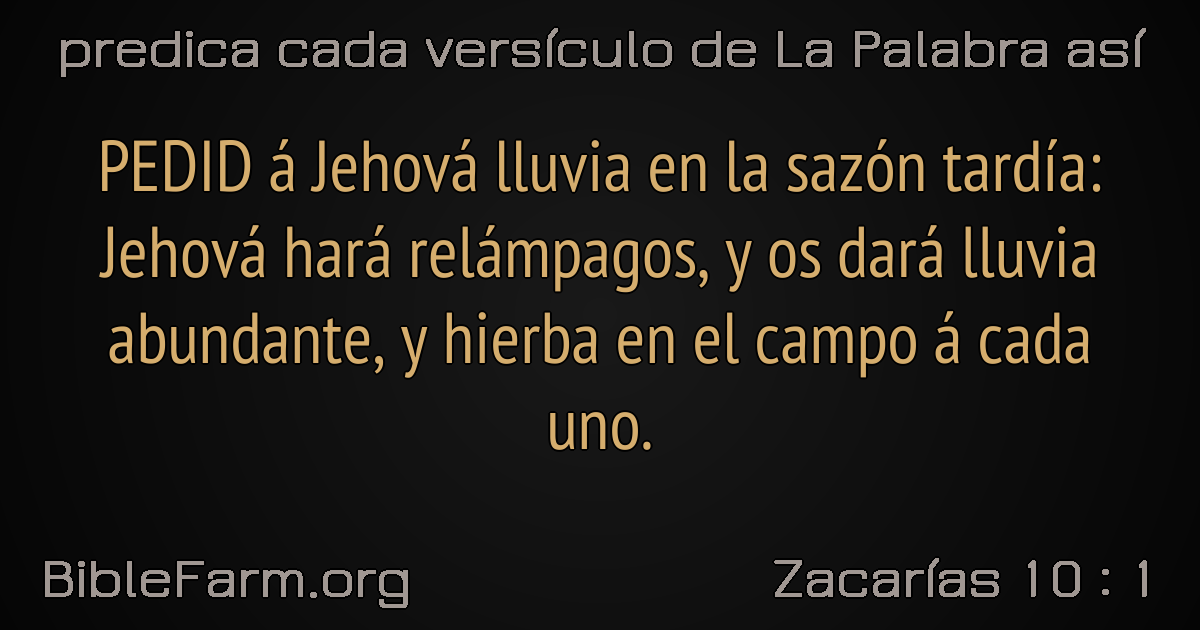 predica cada versículo de La Palabra así
PEDID á Jehová lluvia en la sazón tardía:
Jehová hará relámpagos, y os dará lluvia
abundante, y hierba en el campo á cada
uno.
BibleFarm.org
Zacarías 10 : 1